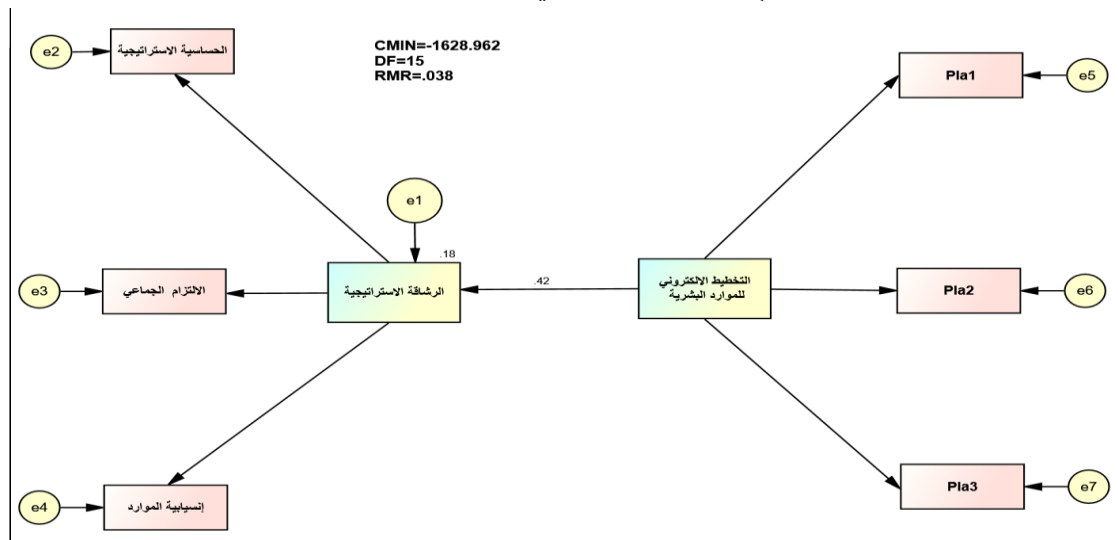 e2
الحساسية الاستراتيجية
CMIN=-1628.962
DF=15
RMR=.038
Pla1
e5
e1
.18
e3
الالتزام الجماعي
الرشاقة الاستراتيجية
.42
التخطيط الالكتروني
للموارد البشرية
Pla2
e6
e4
إنسيابية الموارد
Pla3
e7